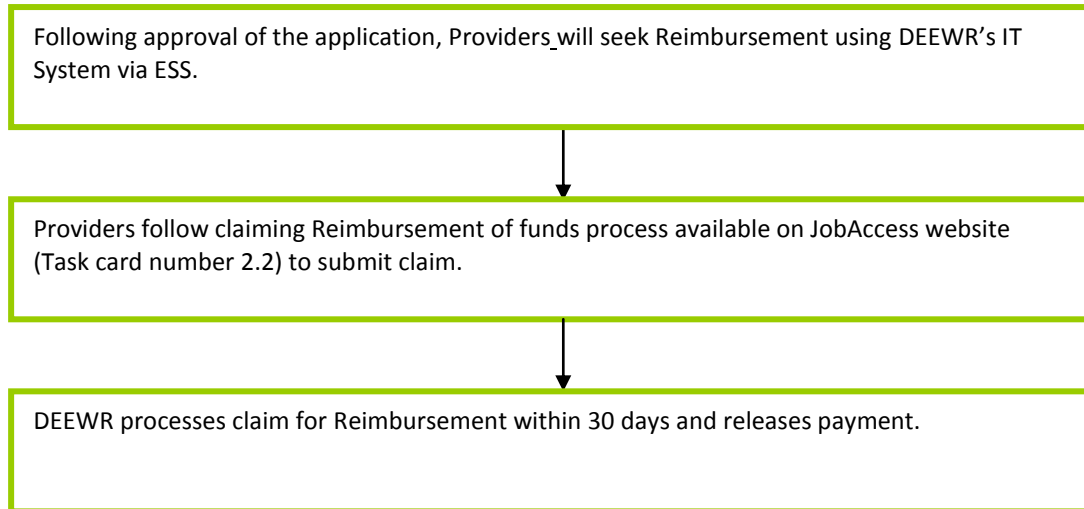 Following approval of the application, Providers will seek Reimbursement using DEEWR's IT
System via ESS.
Providers follow claiming Reimbursement of funds process available on JobAccess website
(Task card number 2.2) to submit claim.
DEEWR processes claim for Reimbursement within 30 days and releases payment.